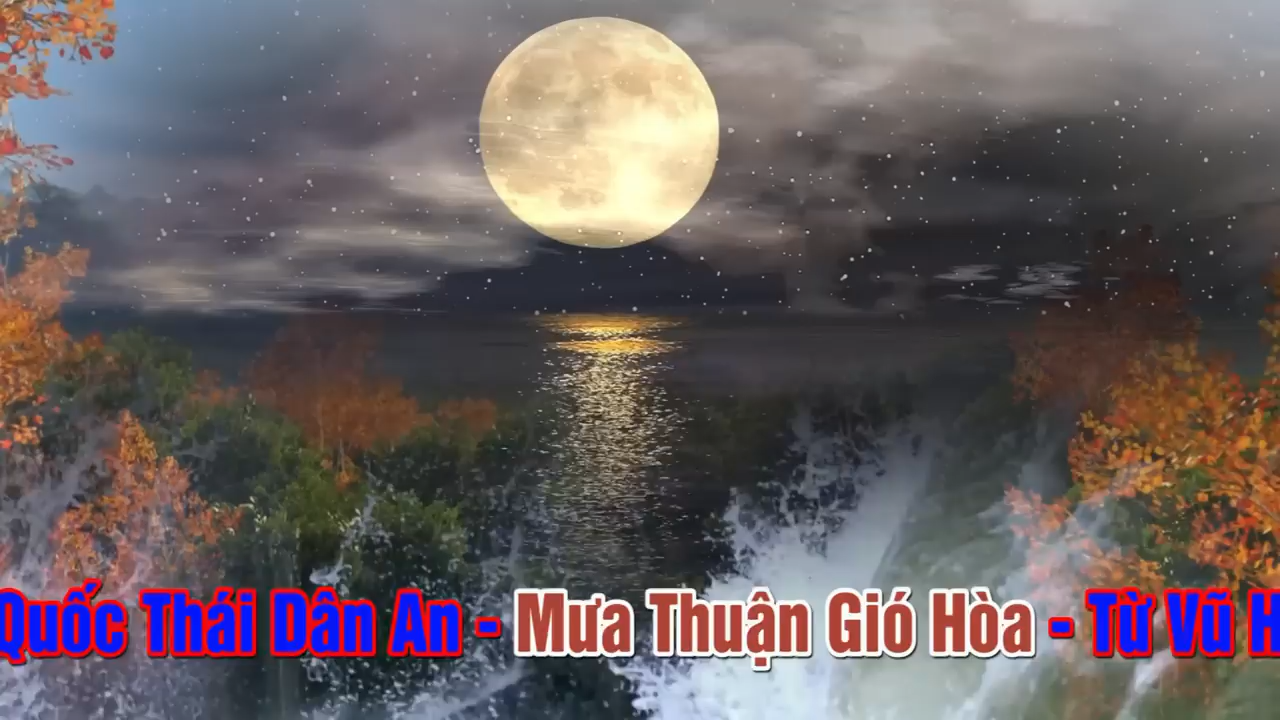 Quốc Thái Dân An - Mưa Thuận Gió Hòa - Từ Vũ H